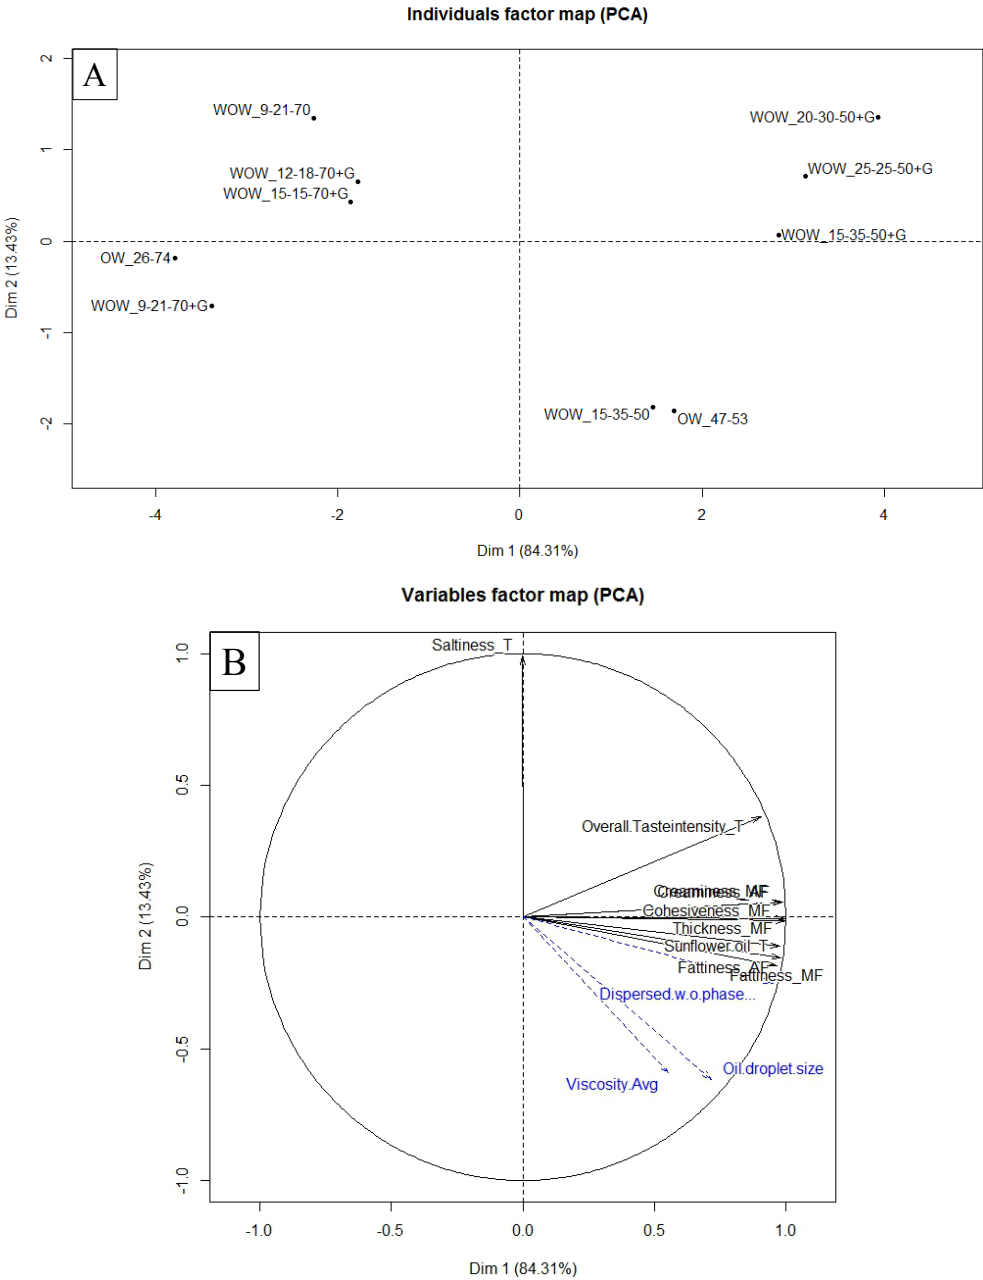 Individuals factor map (PCA)
A
2
1
0
-1
-2
Dim 2 (13.43%)
WOW_9-21-70
WOW_20-30-50+G
WOW_12-18-70+G
WOW_25-25-50+G
WOW_15-15-70+G
WOW_15-35-50+G
OW_26-74
WOW_9-21-70+G
WOW_15-35-50
OW_47-53
-4
-2
0
2
4
Dim 1 (84.31%)
Variables factor map (PCA)
B
1.0
0.5
0.0
-0.5
-1.0
Dim 2 (13.43%)
Saltiness_T
Overall.Tasteintensity_T
Creaminess_MF
Creaminess_AF
Cohesiveness_MF
Thickness_MF
Sunflower.oil_T
Fattiness_AF
Fattiness_MF
Dispersed.w.o.phase...
Oil.droplet.size
Viscosity.Avg
-1.0
-0.5
0.0
0.5
1.0
Dim 1 (84.31%)